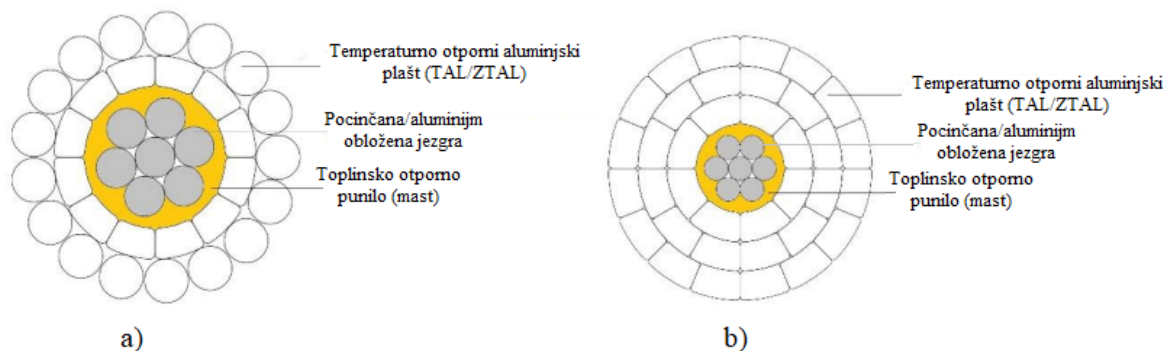 Temperaturno otporni aluminjski
plašt (TAL/ZTAL)
Pocinčana/aluminijm
obložena jezgra
Toplinsko otporno
punilo (mast)
a)
Temperaturno otporni aluminjski
plašt (TAL/ZTAL)
Pocinčana/aluminijm
obložena jezgra
Toplinsko otporno
punilo (mast)
b)